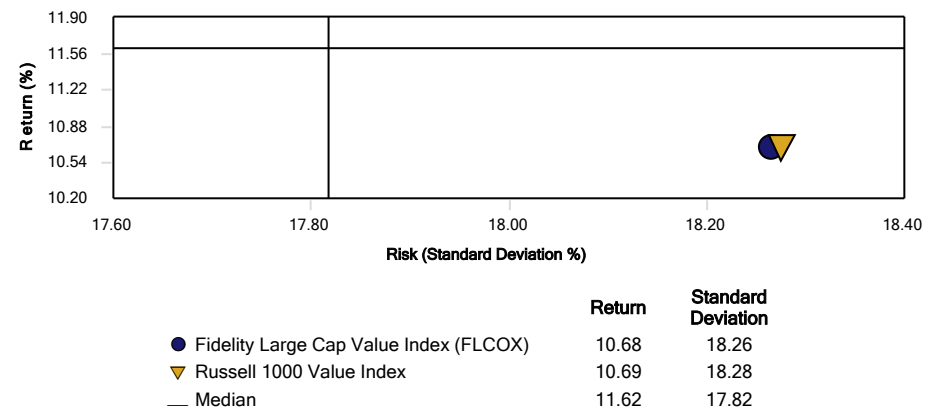 11.90
11.56
11.22
10.88
10.54
10.20
Return (%)
17.60 17.80 18.00 18.20 18.40
Risk (Standard Deviation %)
Return Standard Deviation
Fidelity Large Cap Value Index (FLCOX) 10.68 18.26
Russell 1000 Value Index 10.69 18.28
Median 11.62 17.82